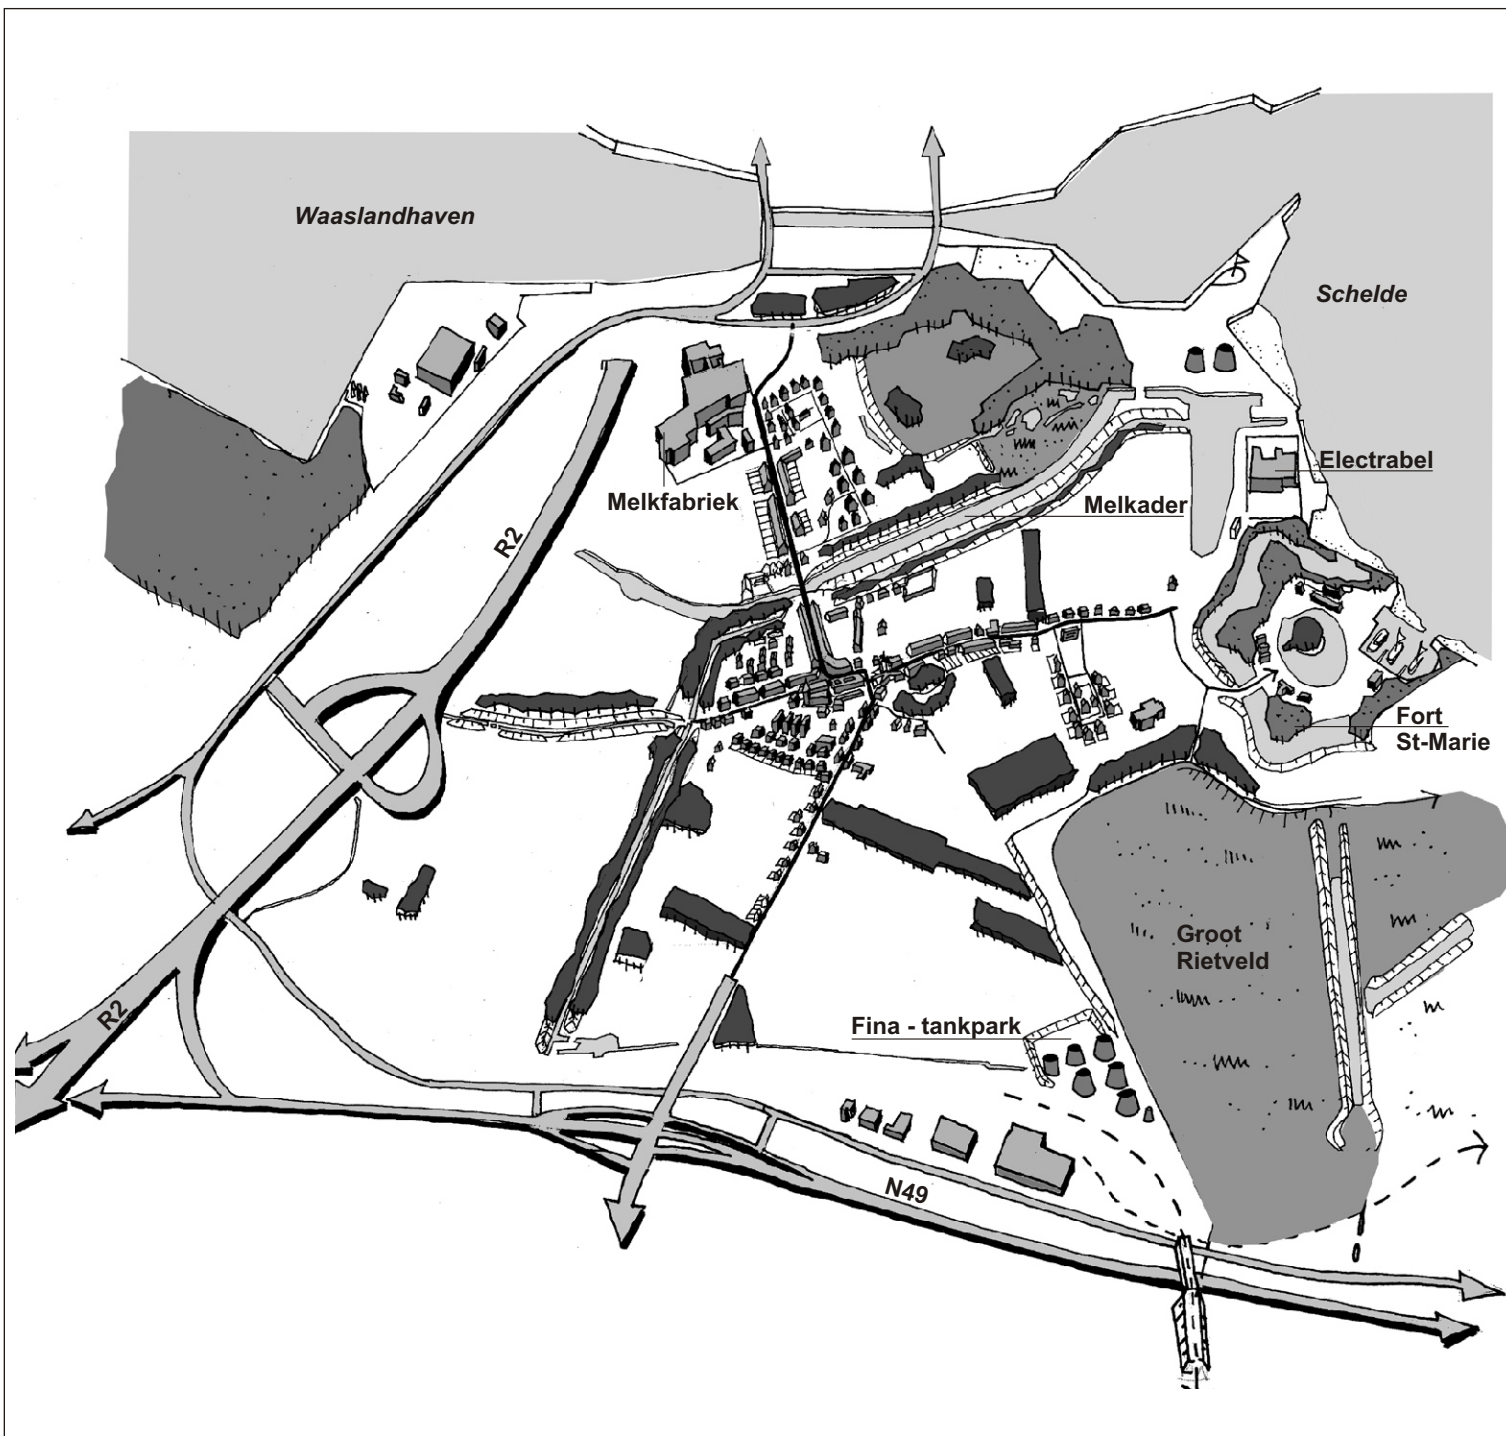 Waaslandhaven
Schelde
Electrabel
Melkfabriek
Melkader
R2
Fort
St-Marie
Groot
Rietveld
R2
Fina - tankpark
N49